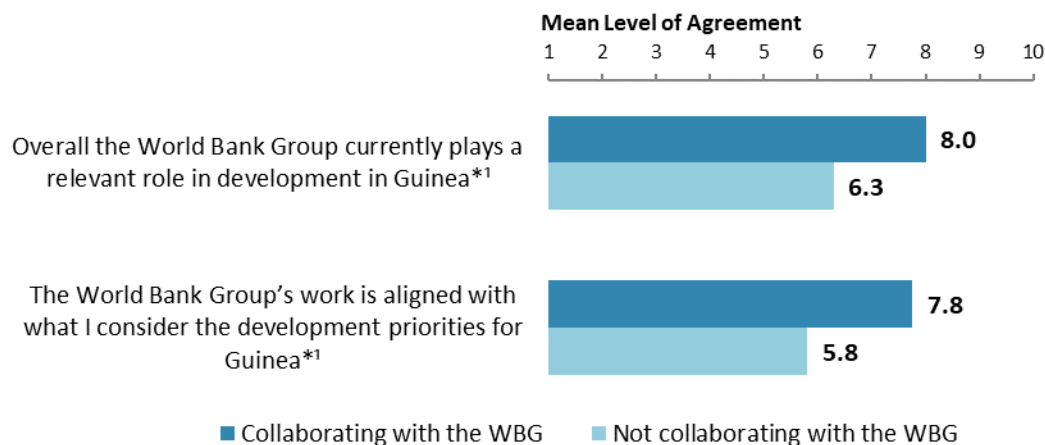 Mean Level of Agreement
1 2 3 4 5 6 7 8 9 10
Overall the World Bank Group currently plays a
relevant role in development in Guinea*¹
8.0
6.3
The World Bank Group’s work is aligned with
what I consider the development priorities for
Guinea*¹
7.8
5.8
Collaborating with the WBG Not collaborating with the WBG